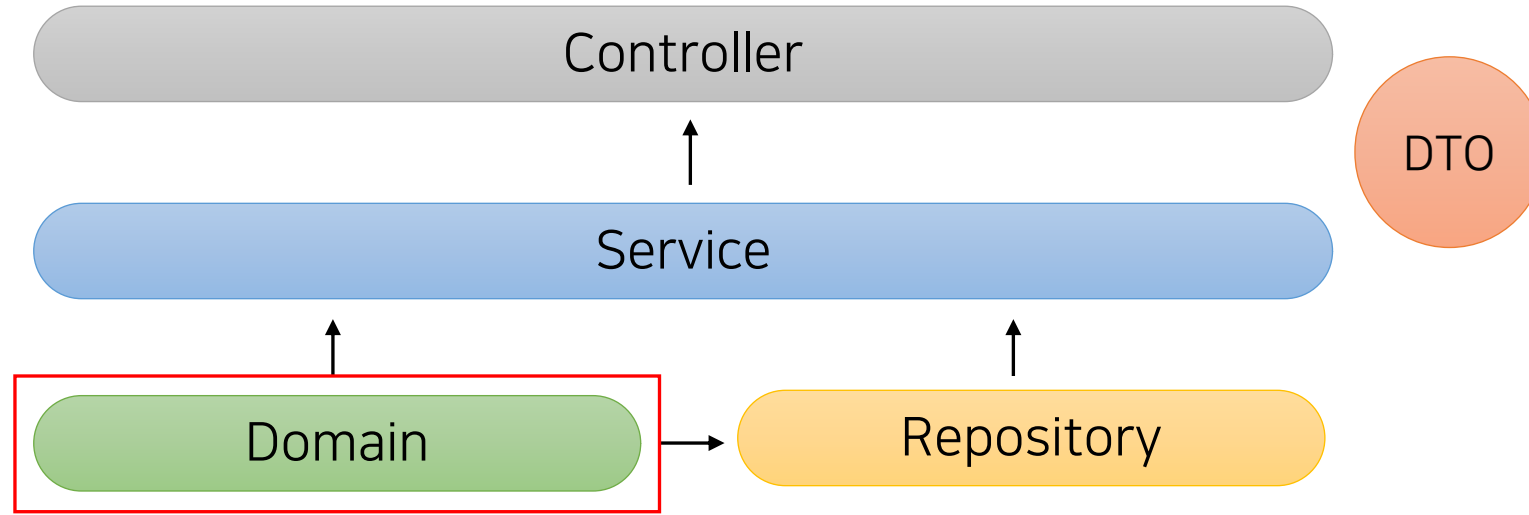 Controller
DTO
Service
Domain
Repository